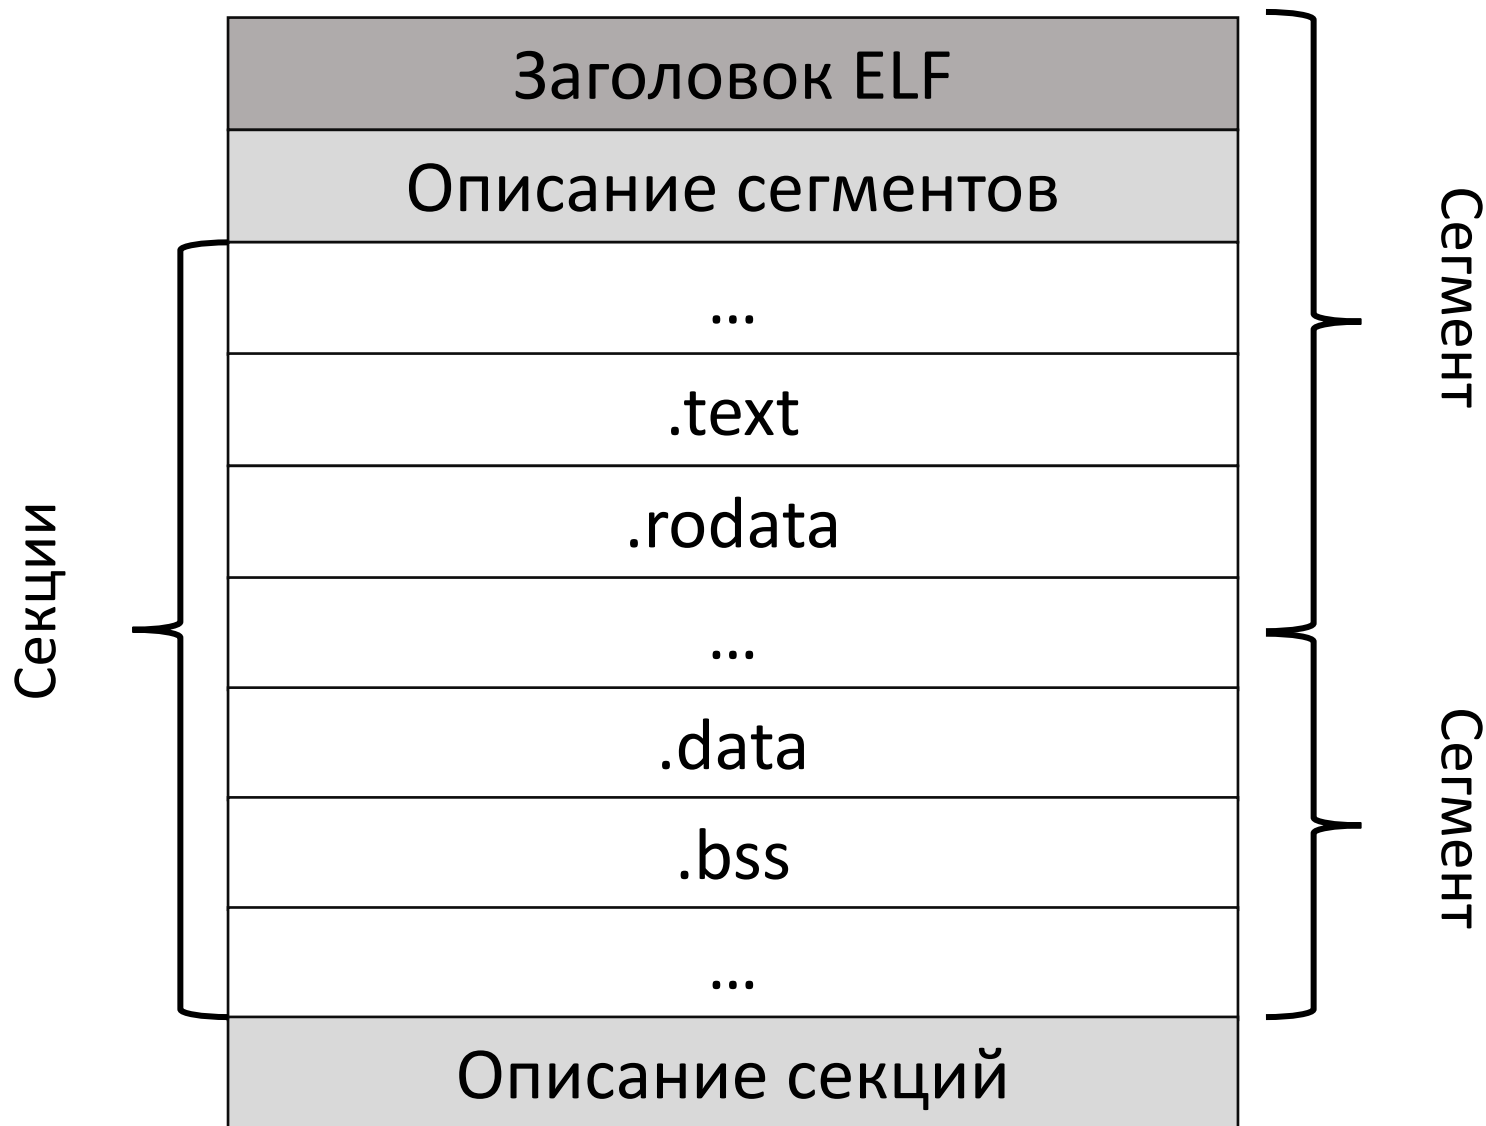 Заголовок ELF
Описание сегментов
...
.text
.rodata
...
.data
.bss
...
Описание секций
Секции
Сегмент
Сегмент